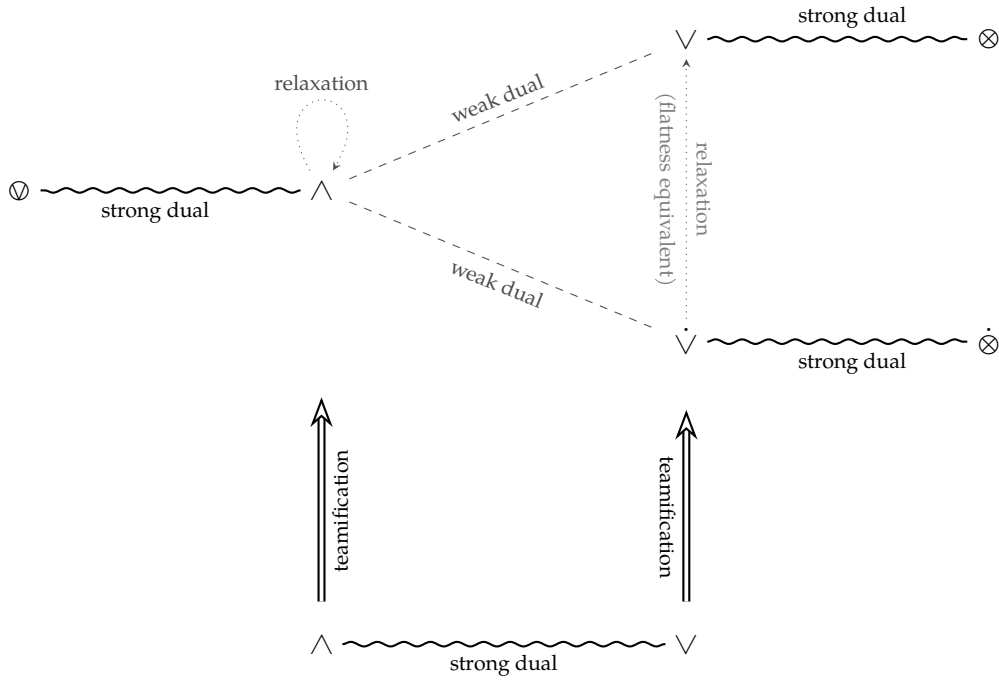 strong dual
∨ ⊗
relaxation
weak dual
(flatness equivalent)
relaxation
ⓥ ∧
strong dual
weak dual
∨̇ ⊗̇
strong dual
teamification
teamification
∧ ∨
strong dual